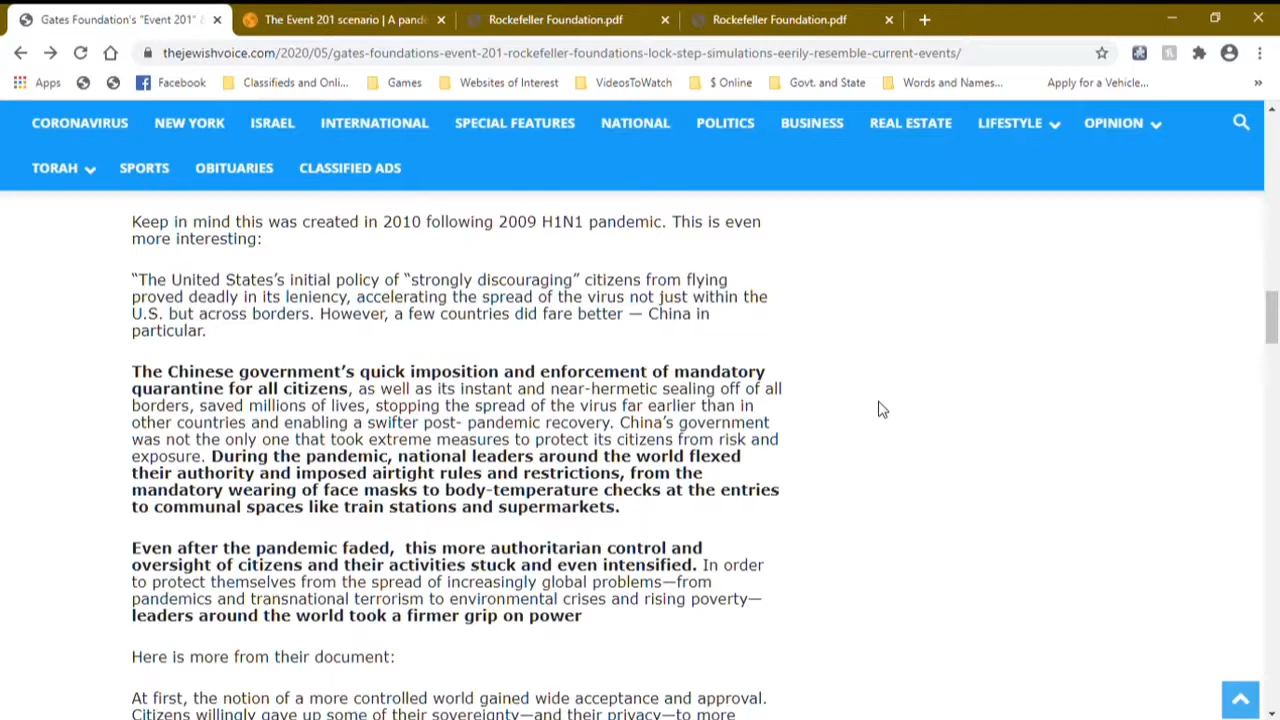 Gates Foundation's "Event 201" &
The Event 201 scenario | A pande
Rockefeller Foundation.pdf
Rockefeller Foundation.pdf
thejewishvoice.com/2020/05/gates-foundations-event-201-rockefeller-foundations-lock-step-simulations-eerily-resemble-current-events/
Apps
Facebook
Classifieds and Onli...
Games
Websites of Interest
VideosToWatch
$ Online
Govt. and State
Words and Names...
Apply for a Vehicle...
CORONAVIRUS NEW YORK ISRAEL INTERNATIONAL SPECIAL FEATURES NATIONAL POLITICS BUSINESS REAL ESTATE LIFESTYLE OPINION
TORAH SPORTS OBITUARIES CLASSIFIED ADS
Keep in mind this was created in 2010 following 2009 H1N1 pandemic. This is even
more interesting:
“The United States’s initial policy of “strongly discouraging” citizens from flying
proved deadly in its leniency, accelerating the spread of the virus not just within the
U.S. but across borders. However, a few countries did fare better — China in
particular.
The Chinese government’s quick imposition and enforcement of mandatory
quarantine for all citizens, as well as its instant and near-hermetic sealing off of all
borders, saved millions of lives, stopping the spread of the virus far earlier than in
other countries and enabling a swifter post- pandemic recovery. China’s government
was not the only one that took extreme measures to protect its citizens from risk and
exposure. During the pandemic, national leaders around the world flexed
their authority and imposed airtight rules and restrictions, from the
mandatory wearing of face masks to body-temperature checks at the entries
to communal spaces like train stations and supermarkets.
Even after the pandemic faded, this more authoritarian control and
oversight of citizens and their activities stuck and even intensified. In order
to protect themselves from the spread of increasingly global problems—from
pandemics and transnational terrorism to environmental crises and rising poverty—
leaders around the world took a firmer grip on power
Here is more from their document:
At first, the notion of a more controlled world gained wide acceptance and approval.
Citizens willingly gave up some of their sovereignty—and their privacy—to more